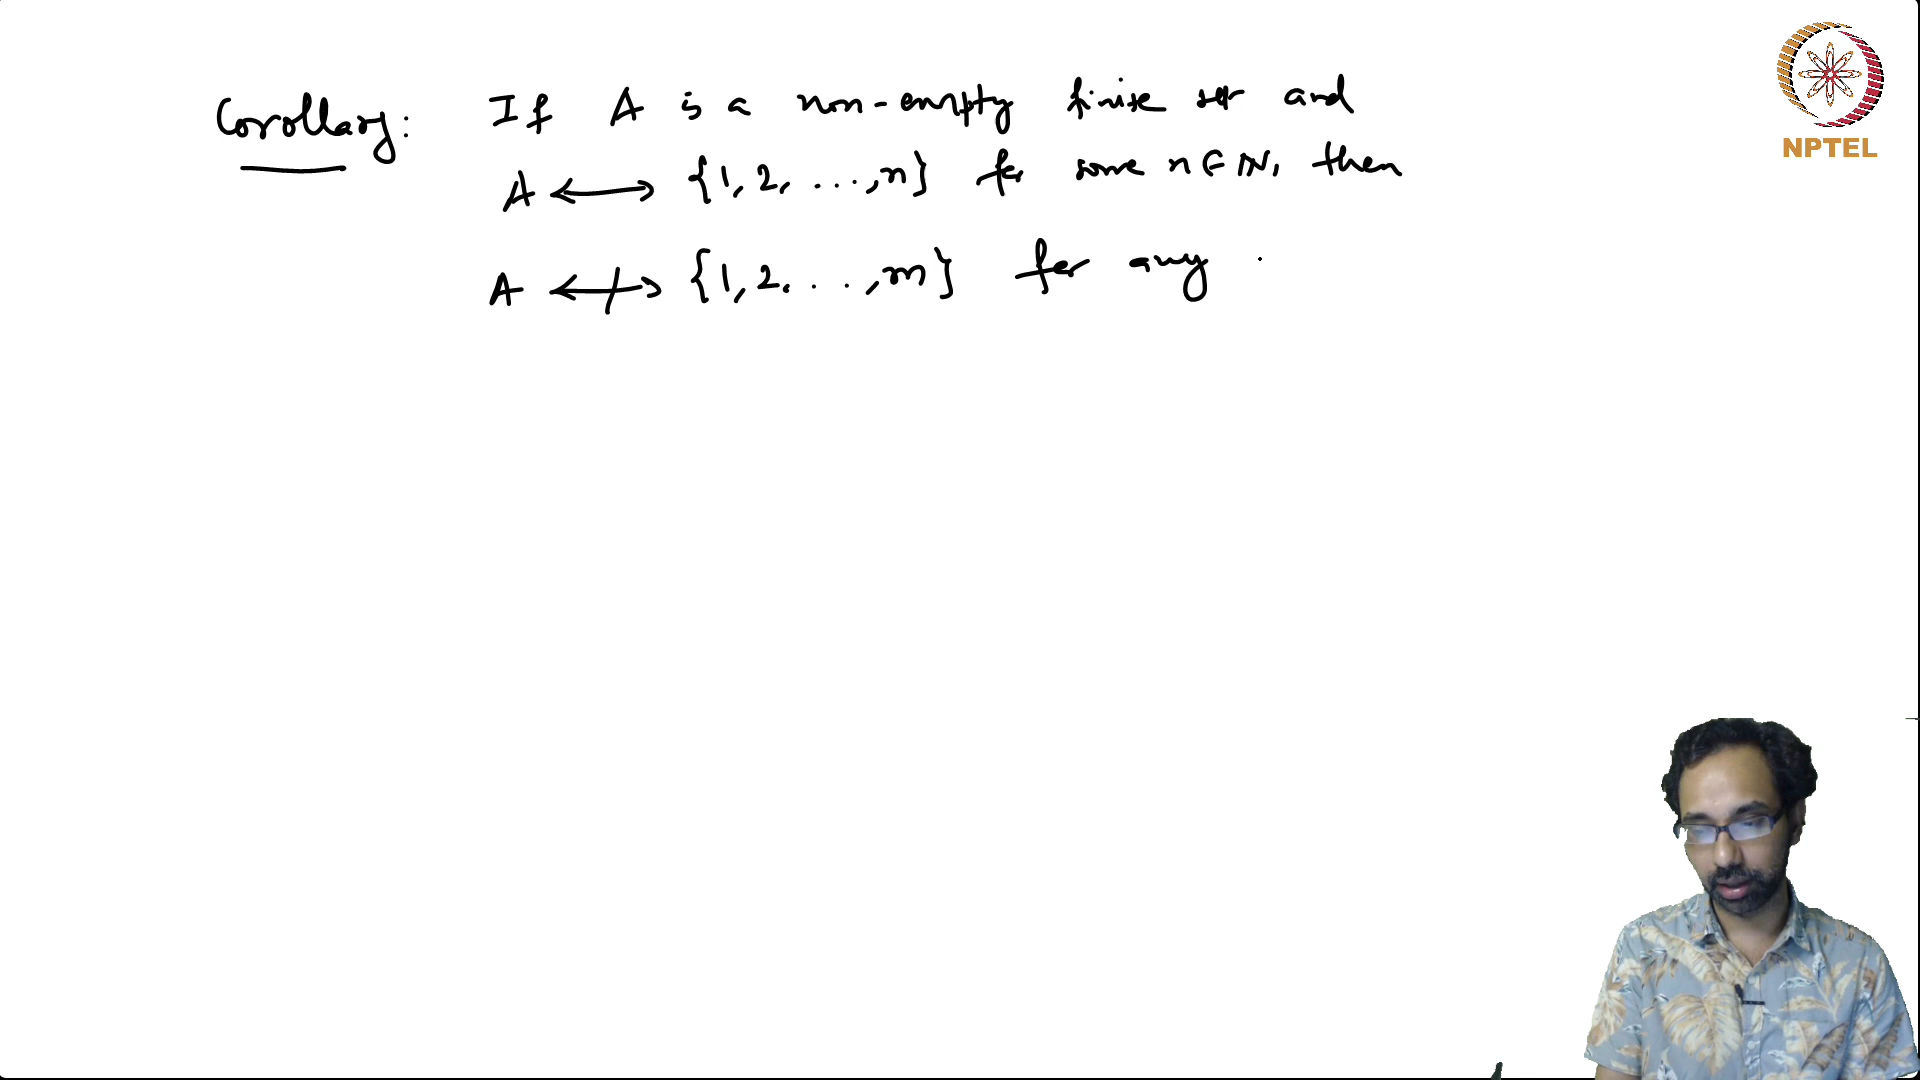 Corollary: If A is a non-empty finite set and
A ⟷ {1, 2, ..., n} for some n ∈ ℕ, then
A ↮ {1, 2, ..., m} for any
NPTEL